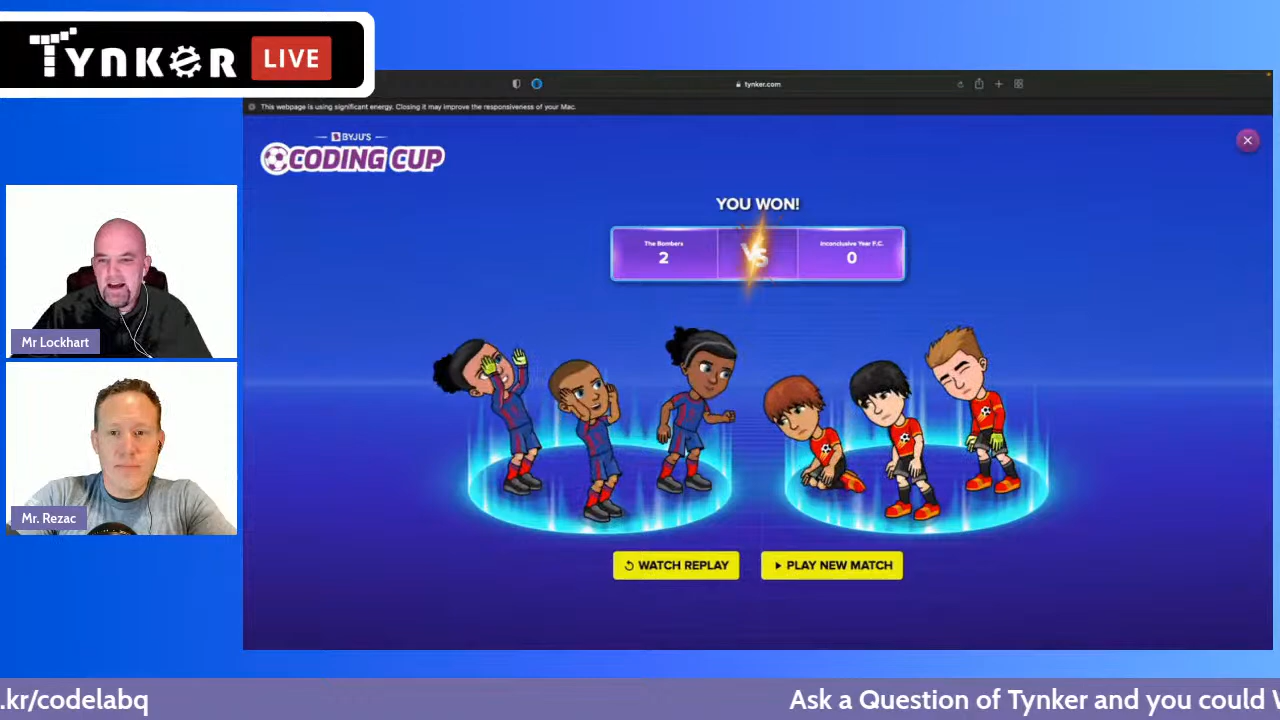 TYNKER LIVE
tynker.com
This webpage is using significant energy. Closing it may improve the responsiveness of your Mac.
BYJU'S
CODING CUP
YOU WON!
The Bombers
2
VS
Inconclusive Year F.C.
0
Mr Lockhart
Mr. Rezac
WATCH REPLAY
PLAY NEW MATCH
.kr/codelabq
Ask a Question of Tynker and you could